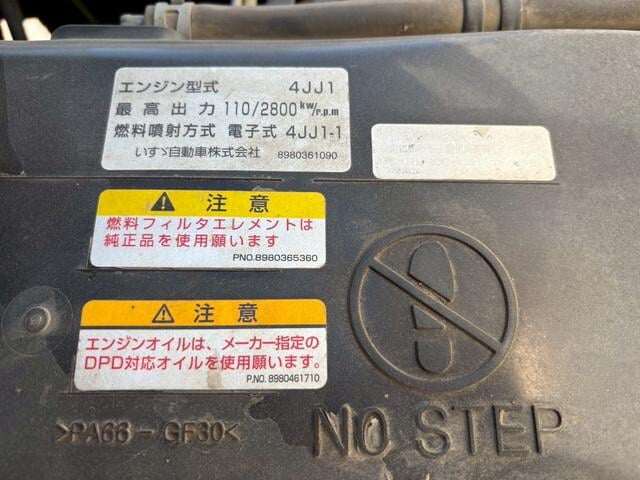 エンジン型式 4JJ1
最高出力 110/2800 kW/r.p.m
燃料噴射方式 電子式 4JJ1-1
いすゞ自動車株式会社 8980361090
注意
燃料フィルタエレメントは
純正品を使用願います
PNO.8980365360
注意
エンジンオイルは、メーカー指定の
DPD対応オイルを使用願います。
P.NO. 8980461710
>PA66-GF30<
NO STEP